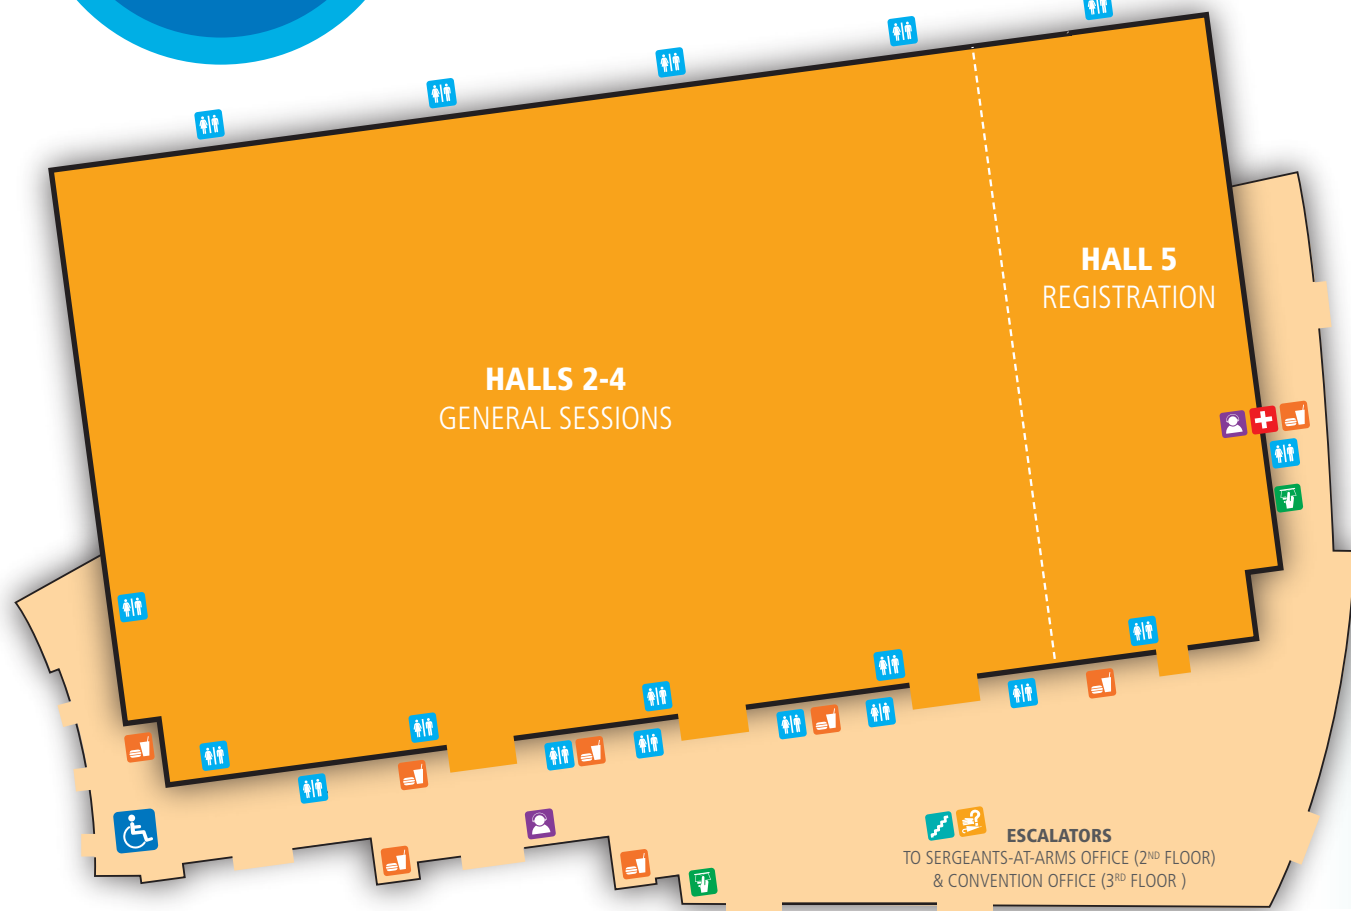 HALL 5
REGISTRATION
HALLS 2-4
GENERAL SESSIONS
ESCALATORS
TO SERGEANTS-AT-ARMS OFFICE (2ND FLOOR)
& CONVENTION OFFICE (3RD FLOOR )